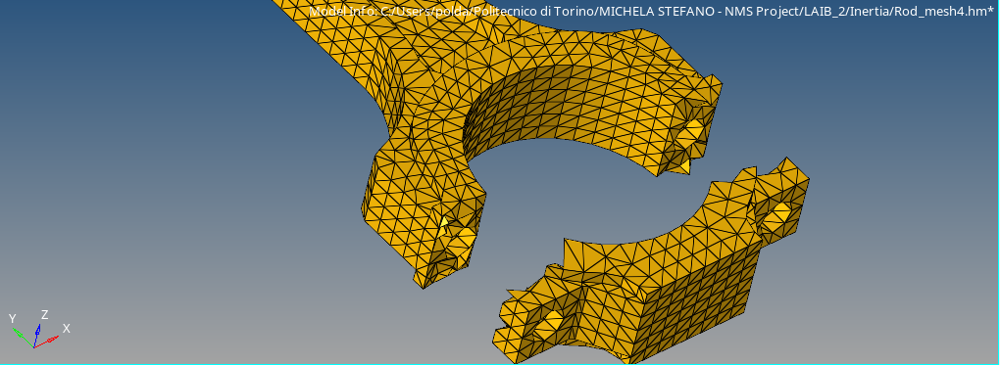 Model Info: C:/Users/polda/Politecnico di Torino/MICHELA STEFANO - NMS Project/LAIB_2/Inertia/Rod_mesh4.hm*
Z
Y
X